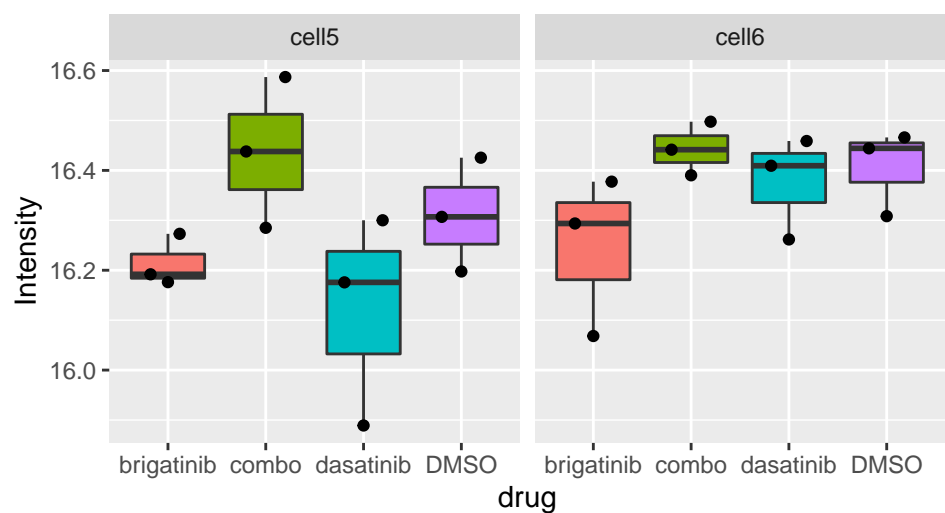 cell5 cell6
16.6
16.4
16.2
16.0
Intensity
brigatinib combo dasatinib DMSO brigatinib combo dasatinib DMSO
drug